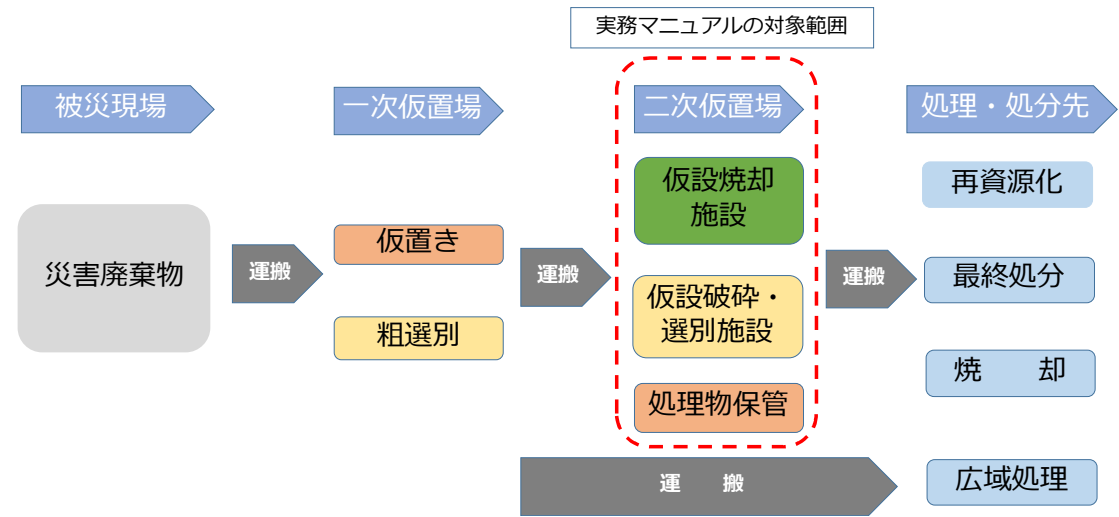 実務マニュアルの対象範囲
被災現場
一次仮置場
二次仮置場
処理・処分先
災害廃棄物
運搬
仮置き
粗選別
運搬
仮設焼却
施設
仮設破砕・
選別施設
処理物保管
運搬
再資源化
最終処分
焼　　却
広域処理
運　　搬